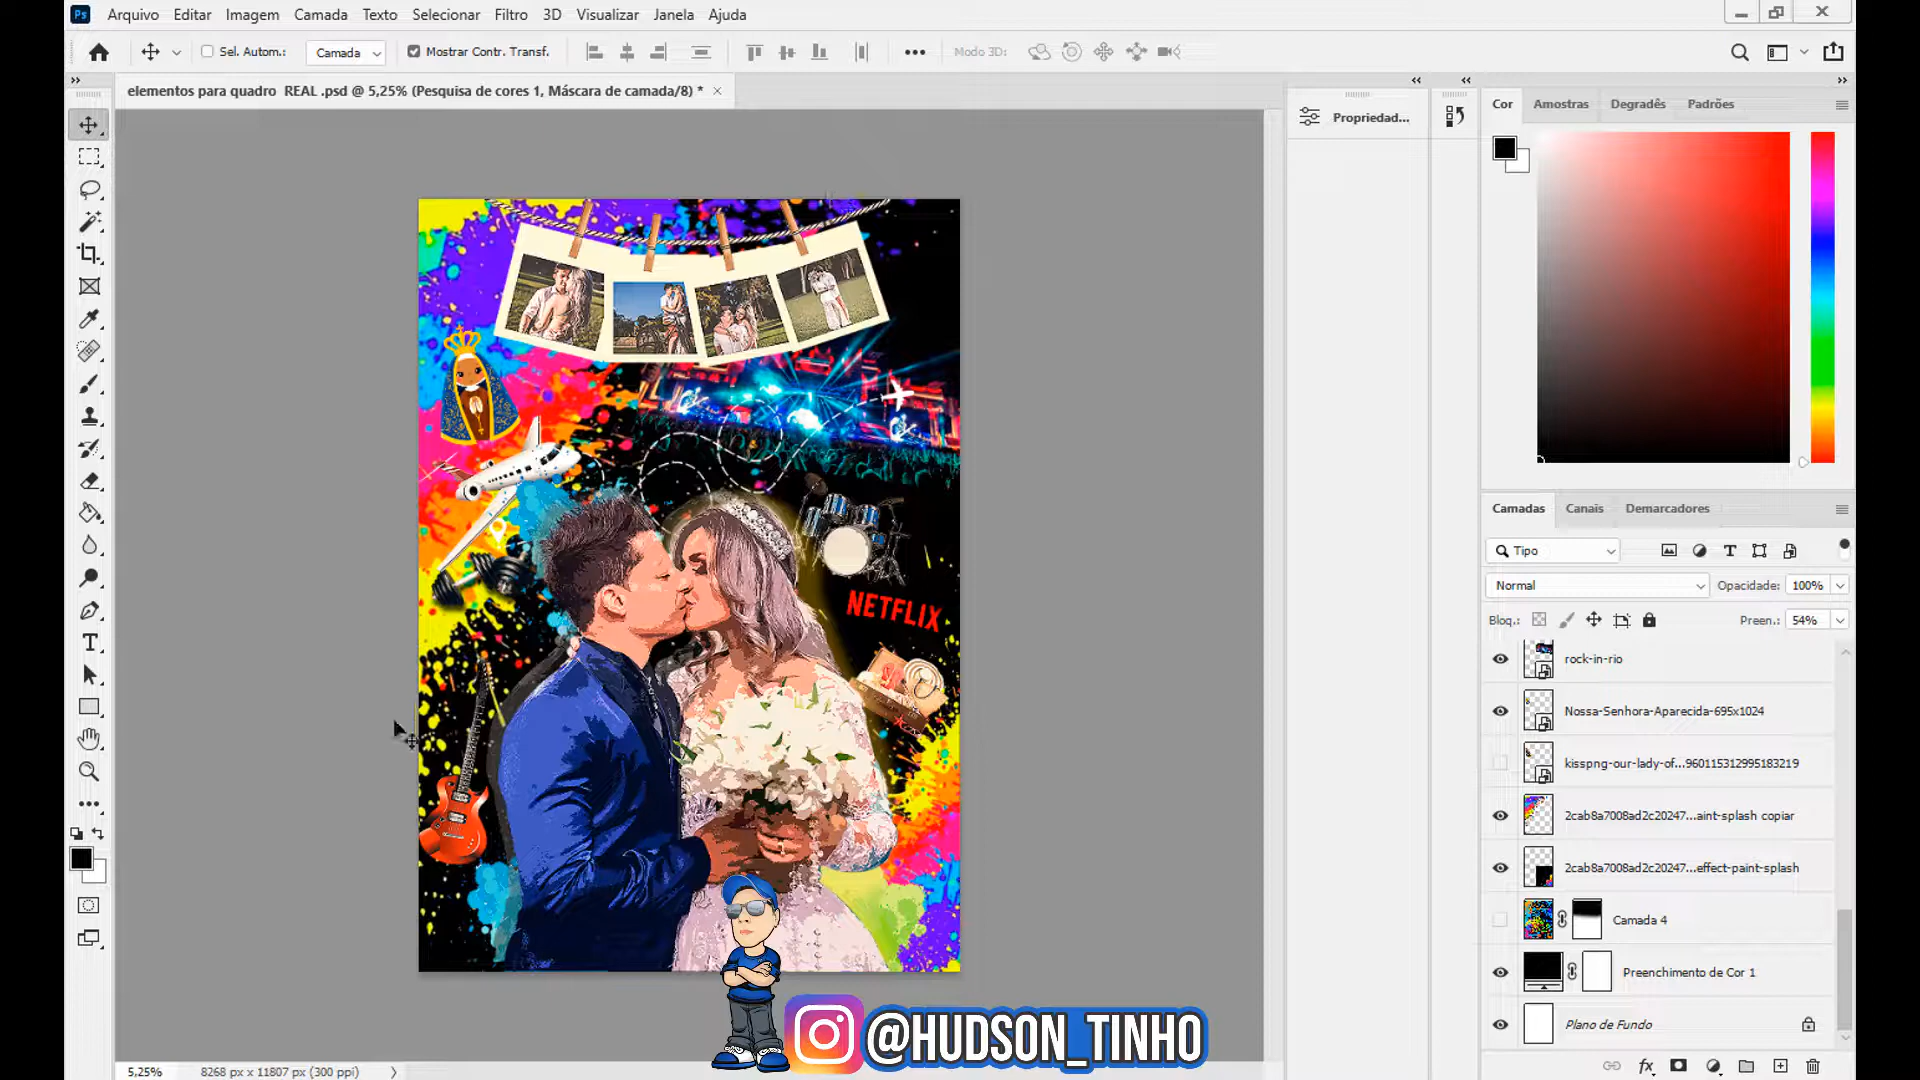 Ps Arquivo Editar Imagem Camada Texto Selecionar Filtro 3D Visualizar Janela Ajuda
Sel. Autom.: Camada Mostrar Contr. Transf. Modo 3D:
elementos para quadro REAL .psd @ 5,25% (Pesquisa de cores 1, Máscara de camada/8) *
Propriedad...
Cor Amostras Degradês Padrões
Camadas Canais Demarcadores
Tipo
Normal Opacidade: 100%
Bloq.: Preen.: 54%
rock-in-rio
Nossa-Senhora-Aparecida-695x1024
kisspng-our-lady-of...960115312995183219
2cab8a7008ad2c20247...aint-splash copiar
2cab8a7008ad2c20247...effect-paint-splash
Camada 4
Preenchimento de Cor 1
Plano de Fundo
NETFLIX
@HUDSON_TINHO
5,25% 8268 px x 11807 px (300 ppi)